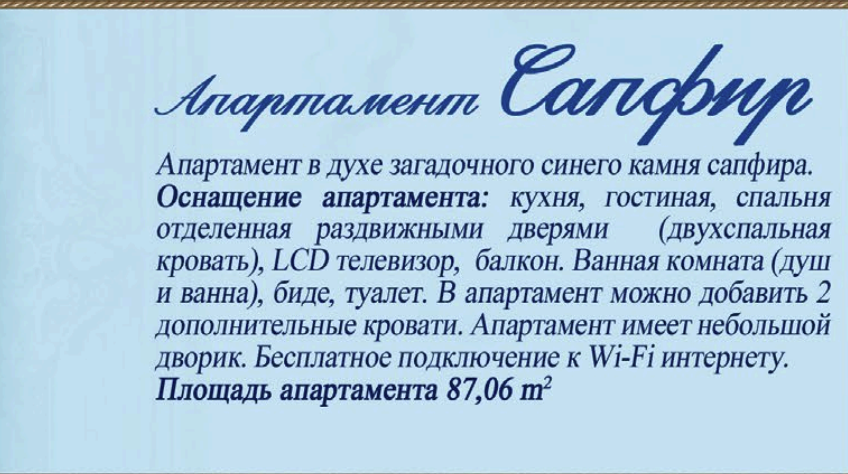 Апартамент Сапфир
Апартамент в духе загадочного синего камня сапфира.
Оснащение апартамента: кухня, гостиная, спальня
отделенная раздвижными дверями (двухспальная
кровать), LCD телевизор, балкон. Ванная комната (душ
и ванна), биде, туалет. В апартамент можно добавить 2
дополнительные кровати. Апартамент имеет небольшой
дворик. Бесплатное подключение к Wi-Fi интернету.
Площадь апартамента 87,06 m²